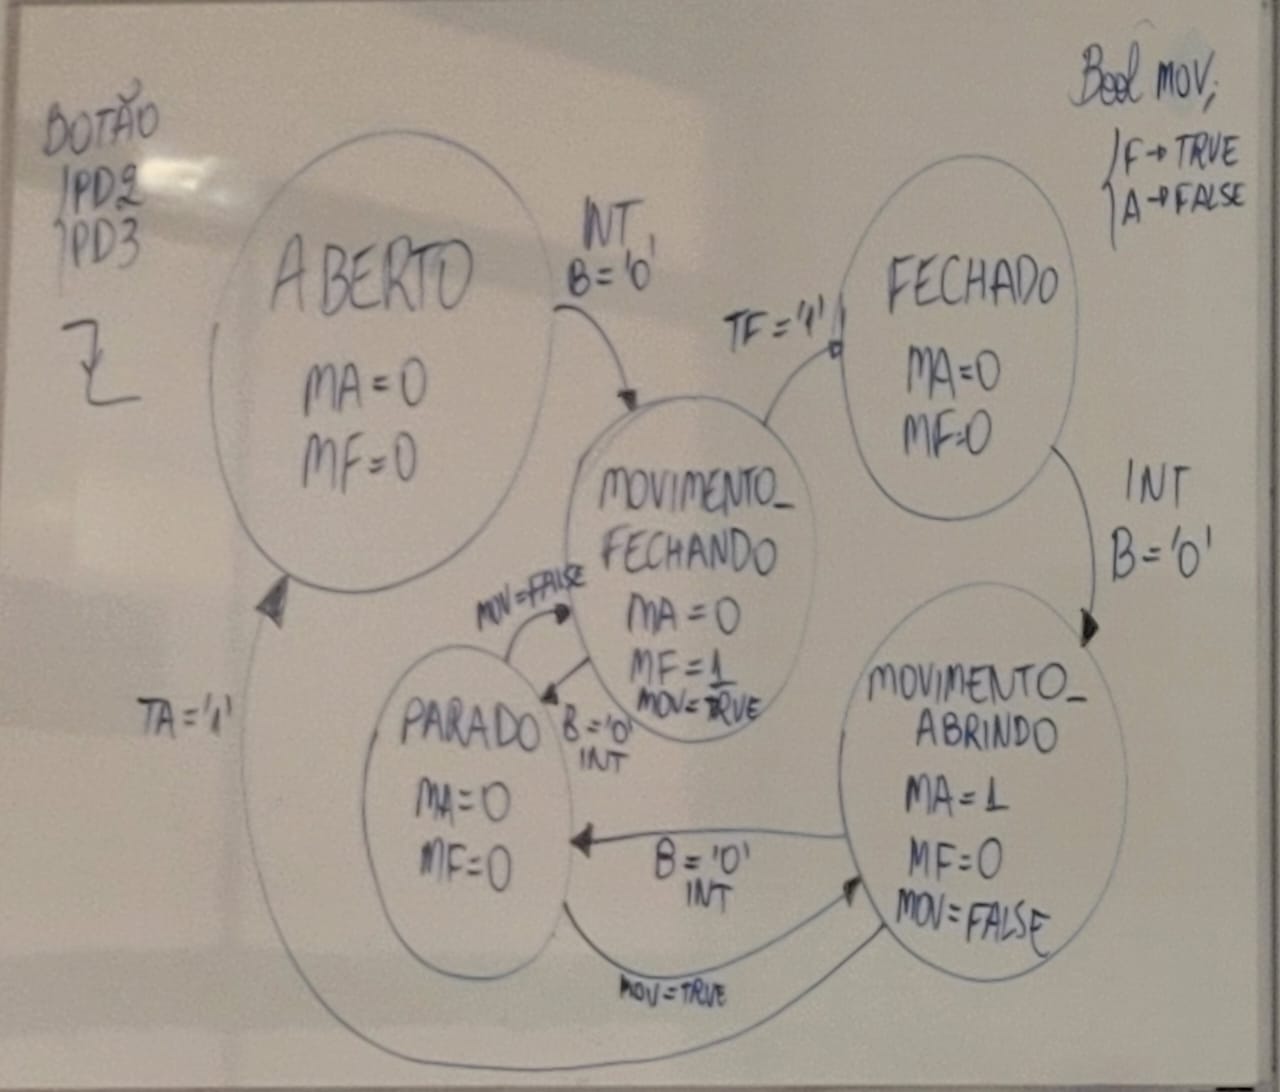 BOTÃO
PD2
PD3
ABERTO
MA=0
MF=0
INT
B='0'
TF='1'
FECHADO
MA=0
MF=0
Bool MOV;
F→TRUE
A→FALSE
INT
B='0'
MOVIMENTO_
FECHANDO
MA=0
MF=1
MOV=TRUE
MOV=FALSE
B='0'
INT
PARADO
MA=0
MF=0
TA='1'
B='0'
INT
MOV=TRUE
MOVIMENTO_
ABRINDO
MA=1
MF=0
MOV=FALSE